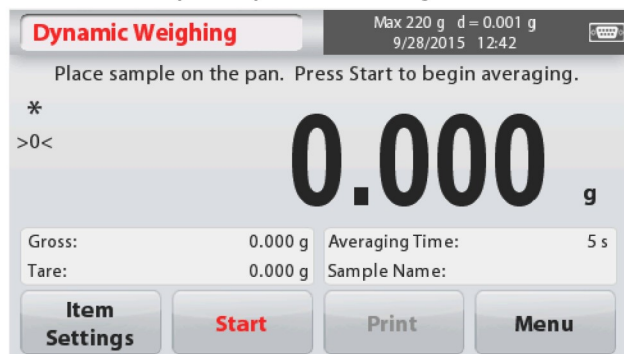 Dynamic Weighing
Max 220 g  d = 0.001 g
9/28/2015  12:42
Place sample on the pan.  Press Start to begin averaging.
*
>0<
0.000 g
Gross: 0.000 g
Tare: 0.000 g
Averaging Time: 5 s
Sample Name:
Item
Settings
Start
Print
Menu